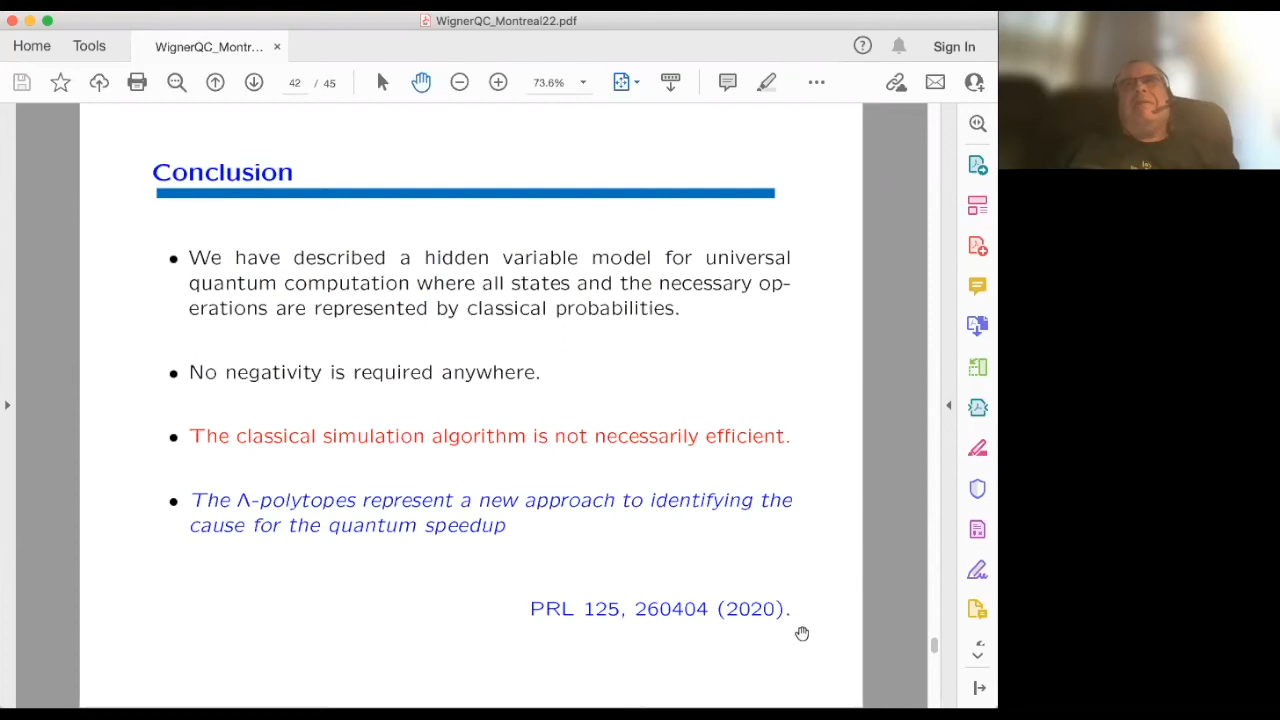 WignerQC_Montreal22.pdf
Home Tools WignerQC_Montr... × Sign In
42 / 45 73.6%
Conclusion
• We have described a hidden variable model for universal
quantum computation where all states and the necessary op-
erations are represented by classical probabilities.
• No negativity is required anywhere.
• The classical simulation algorithm is not necessarily efficient.
• The Λ-polytopes represent a new approach to identifying the
cause for the quantum speedup
PRL 125, 260404 (2020).